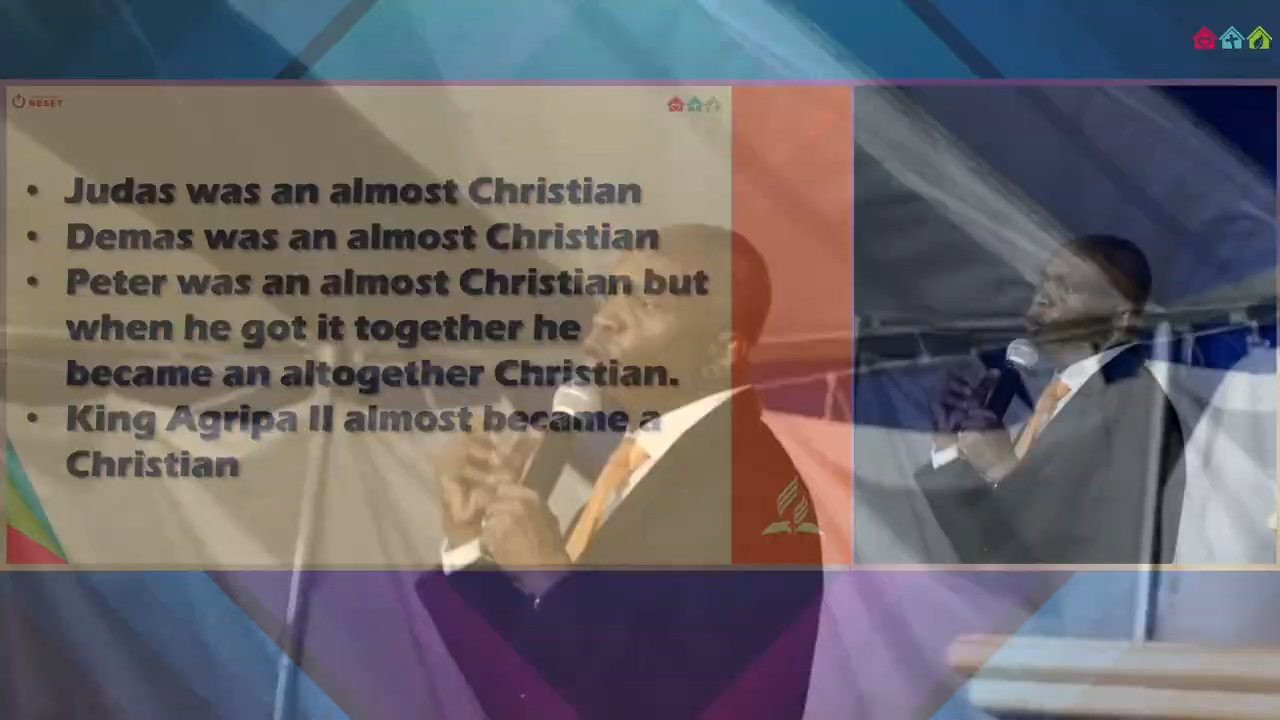 RESET
• Judas was an almost Christian
• Demas was an almost Christian
• Peter was an almost Christian but
when he got it together he
became an altogether Christian.
• King Agripa II almost became a
Christian